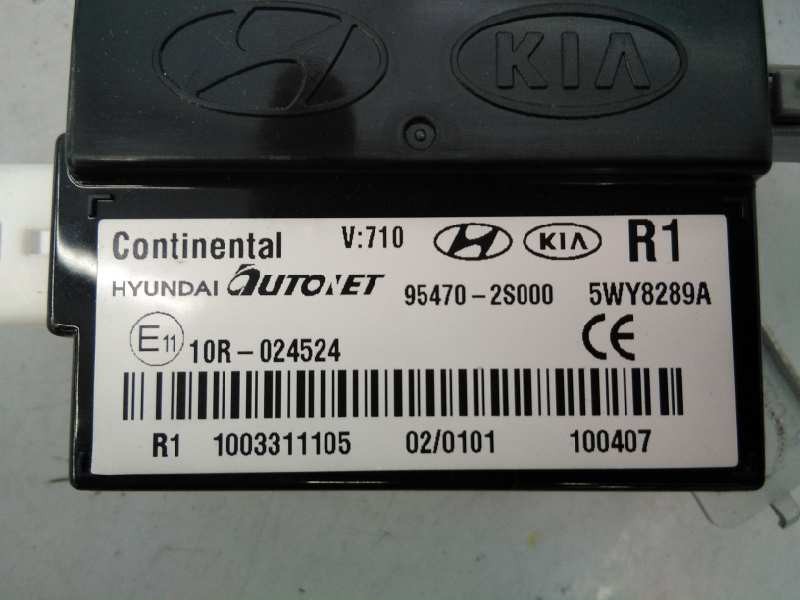 KIA
Continental V:710 KIA R1
HYUNDAI AUTONET 95470-2S000 5WY8289A
E11 10R-024524 CE
R1 1003311105 02/0101 100407